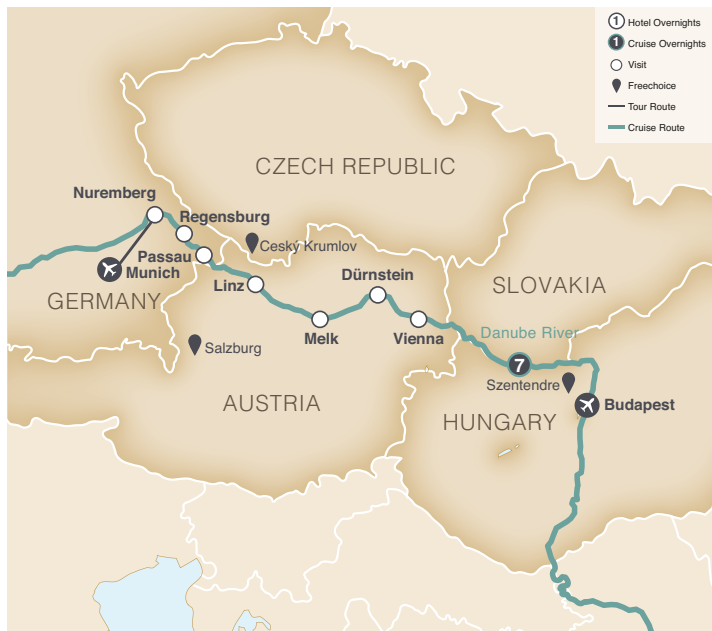 1 Hotel Overnights
1 Cruise Overnights
Visit
Freechoice
Tour Route
Cruise Route
CZECH REPUBLIC
Nuremberg
Regensburg
Ceský Krumlov
Passau
Munich
Dürnstein
Linz
SLOVAKIA
GERMANY
Danube River
Melk
Vienna
Salzburg
7
Szentendre
AUSTRIA
Budapest
HUNGARY